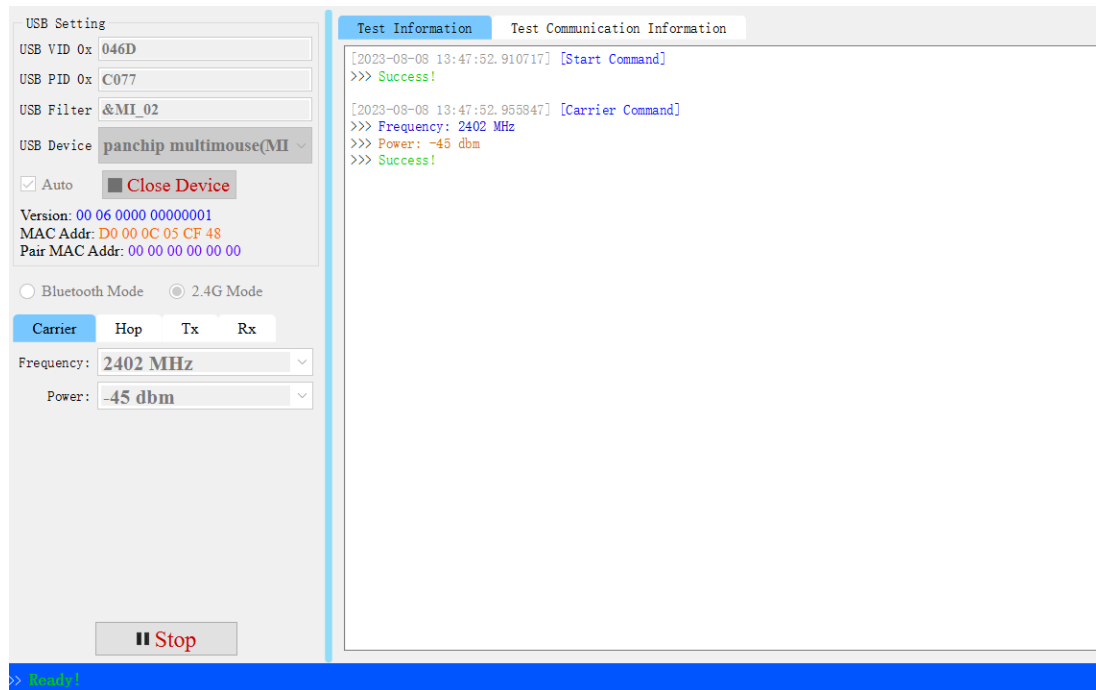 USB Setting
USB VID 0x 046D
USB PID 0x C077
USB Filter &MI_02
USB Device panchip multimouse(MI
Auto Close Device
Version: 00 06 0000 00000001
MAC Addr: D0 00 0C 05 CF 48
Pair MAC Addr: 00 00 00 00 00 00
Bluetooth Mode 2.4G Mode
Carrier Hop Tx Rx
Frequency: 2402 MHz
Power: -45 dbm
Stop
Test Information Test Communication Information
[2023-08-08 13:47:52.910717] [Start Command]
>>> Success!
[2023-08-08 13:47:52.955847] [Carrier Command]
>>> Frequency: 2402 MHz
>>> Power: -45 dbm
>>> Success!
>> Ready!